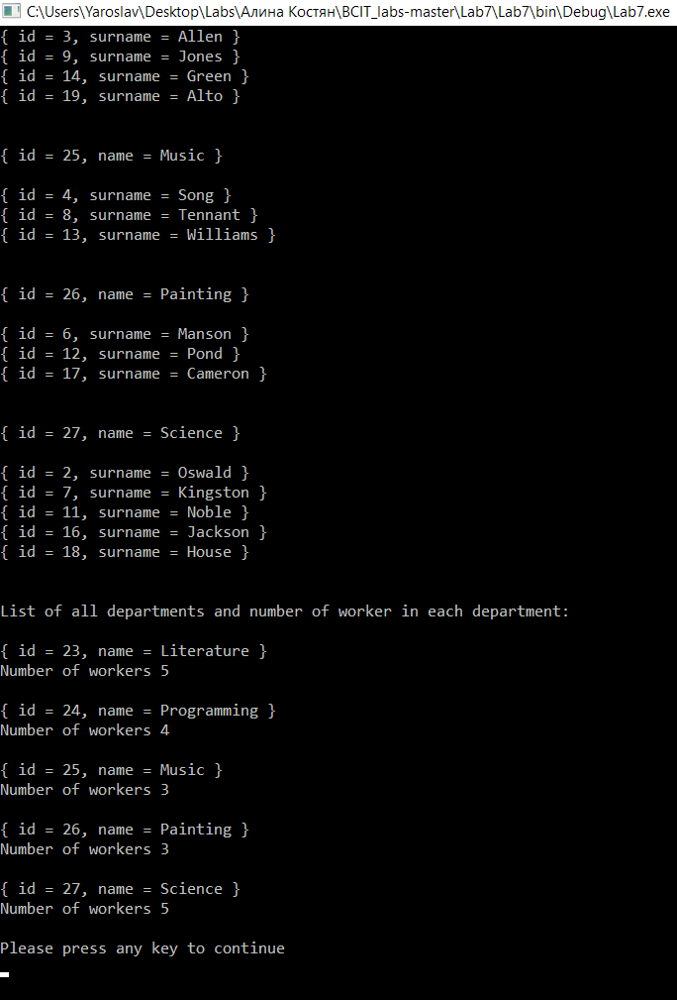 C:\Users\Yaroslav\Desktop\Labs\Алина Костян\BCIT_labs-master\Lab7\Lab7\bin\Debug\Lab7.exe
{ id = 3, surname = Allen }
{ id = 9, surname = Jones }
{ id = 14, surname = Green }
{ id = 19, surname = Alto }
{ id = 25, name = Music }
{ id = 4, surname = Song }
{ id = 8, surname = Tennant }
{ id = 13, surname = Williams }
{ id = 26, name = Painting }
{ id = 6, surname = Manson }
{ id = 12, surname = Pond }
{ id = 17, surname = Cameron }
{ id = 27, name = Science }
{ id = 2, surname = Oswald }
{ id = 7, surname = Kingston }
{ id = 11, surname = Noble }
{ id = 16, surname = Jackson }
{ id = 18, surname = House }
List of all departments and number of worker in each department:
{ id = 23, name = Literature }
Number of workers 5
{ id = 24, name = Programming }
Number of workers 4
{ id = 25, name = Music }
Number of workers 3
{ id = 26, name = Painting }
Number of workers 3
{ id = 27, name = Science }
Number of workers 5
Please press any key to continue